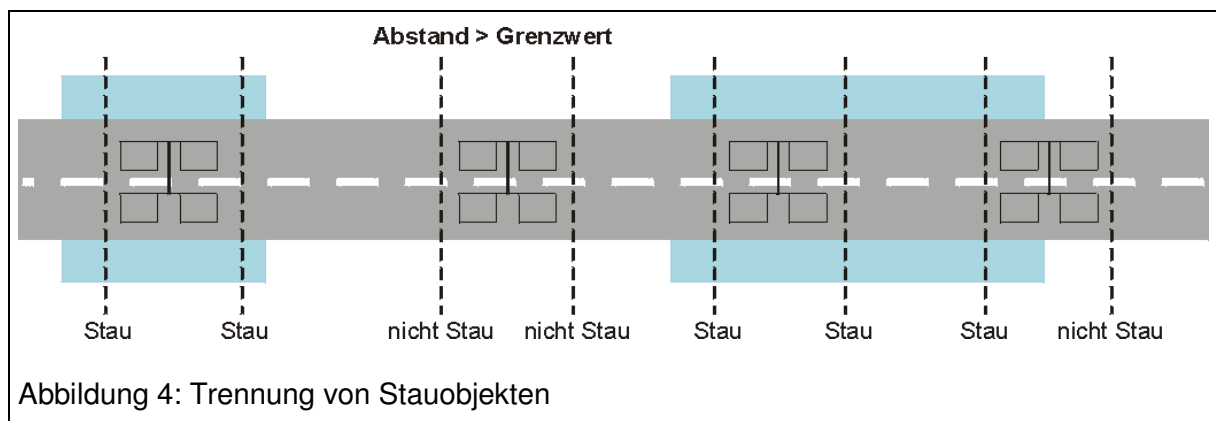 Abstand > Grenzwert
Stau Stau nicht Stau nicht Stau Stau Stau Stau nicht Stau
Abbildung 4: Trennung von Stauobjekten